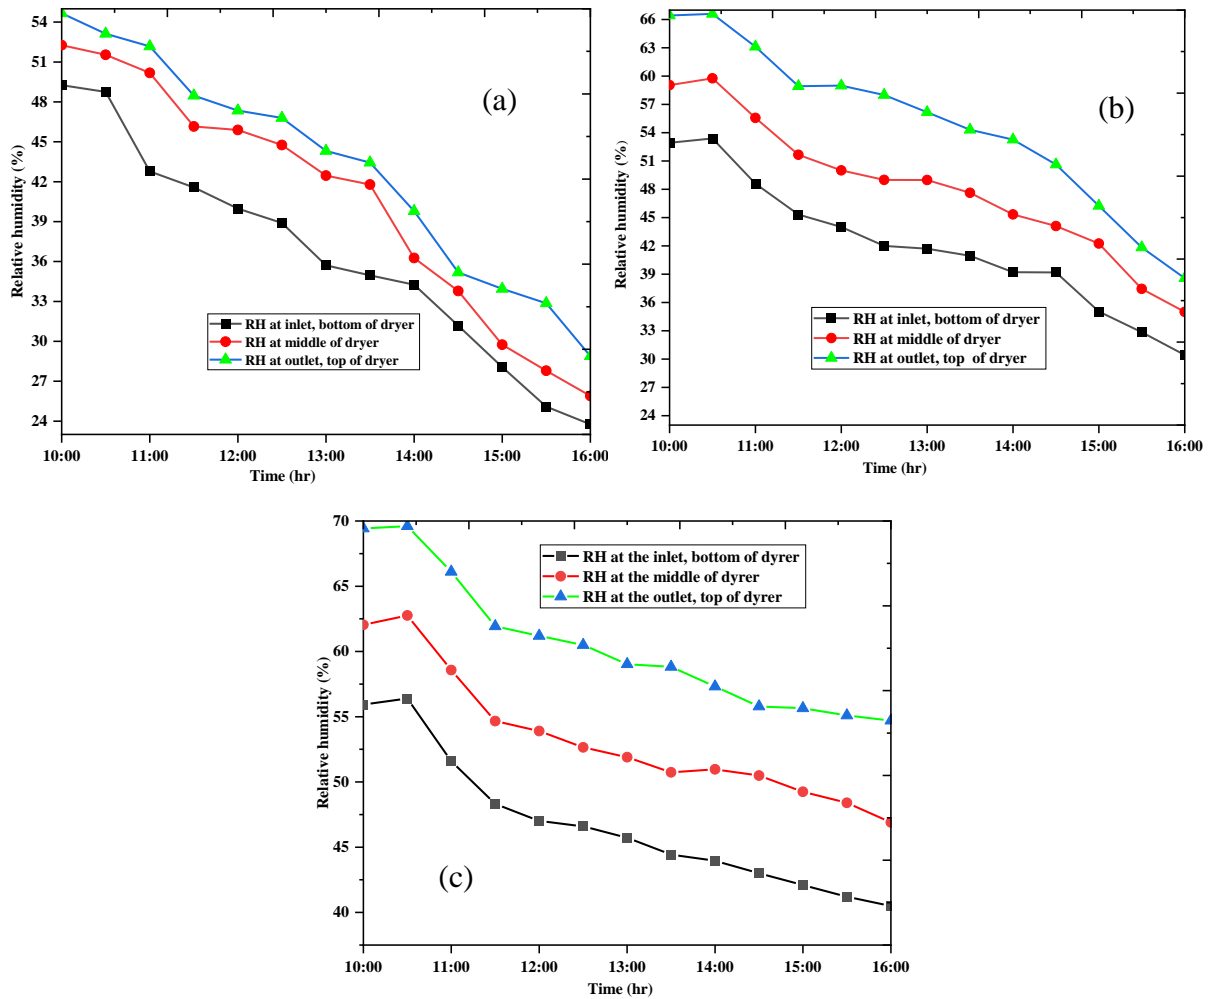 54
51
48
45
42
39
36
33
30
27
24
Relative humidity (%)
(a)
RH at inlet, bottom of dryer
RH at middle of dryer
RH at outlet, top of dryer
10:00 11:00 12:00 13:00 14:00 15:00 16:00
Time (hr)
66
63
60
57
54
51
48
45
42
39
36
33
30
27
24
Relative humidity (%)
(b)
RH at inlet, bottom of dryer
RH at middle of dryer
RH at outlet, top of dryer
10:00 11:00 12:00 13:00 14:00 15:00 16:00
Time (hr)
70
65
60
55
50
45
40
Relative humidity (%)
RH at the inlet, bottom of dyrer
RH at the middle of dyrer
RH at the outlet, top of dyrer
(c)
10:00 11:00 12:00 13:00 14:00 15:00 16:00
Time (hr)